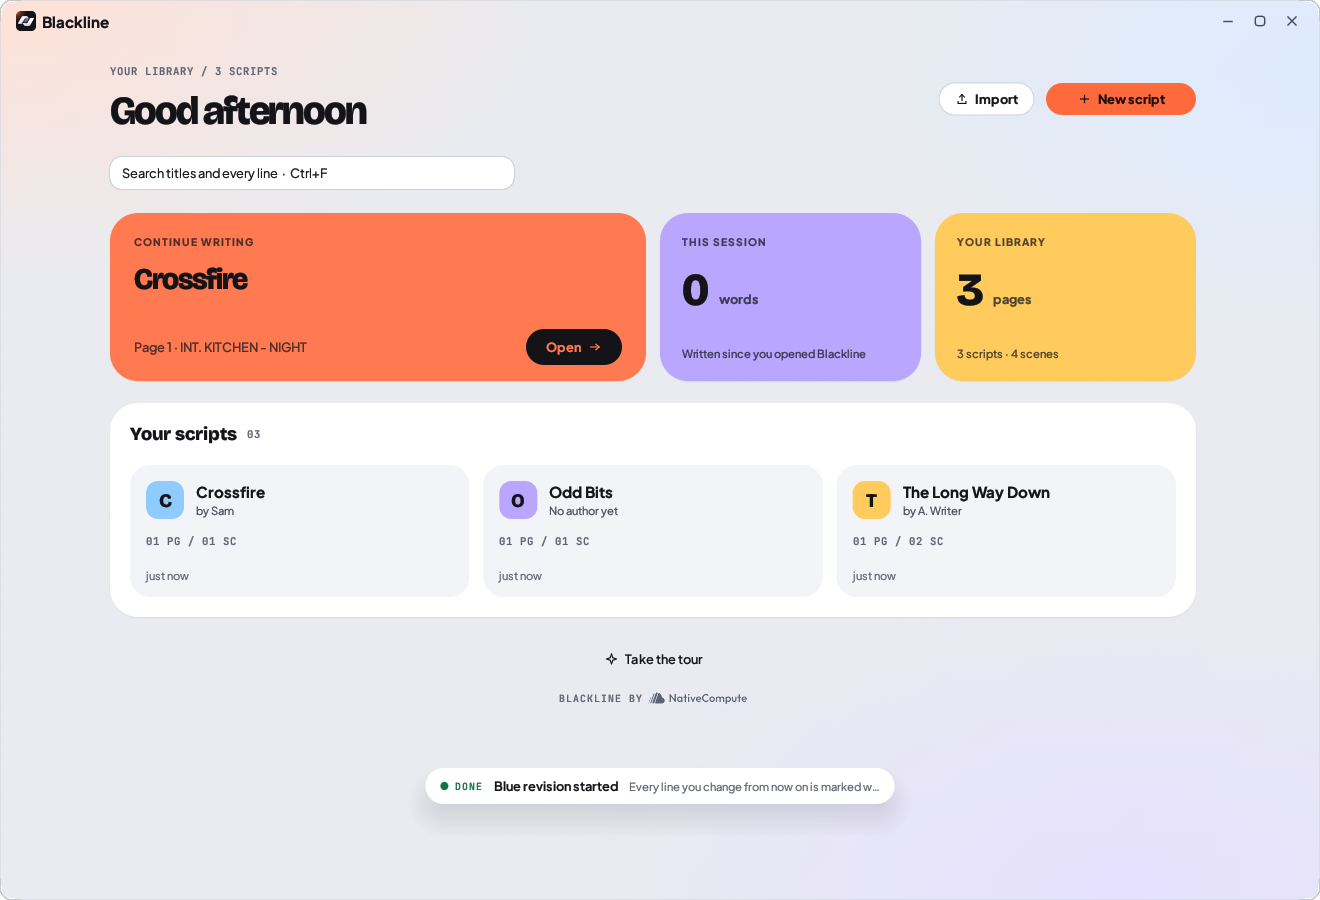 Blackline
YOUR LIBRARY / 3 SCRIPTS
Good afternoon
Import
New script
Search titles and every line · Ctrl+F
CONTINUE WRITING
Crossfire
Page 1 · INT. KITCHEN - NIGHT
Open
THIS SESSION
0 words
Written since you opened Blackline
YOUR LIBRARY
3 pages
3 scripts · 4 scenes
Your scripts 03
C
Crossfire
by Sam
01 PG / 01 SC
just now
O
Odd Bits
No author yet
01 PG / 01 SC
just now
T
The Long Way Down
by A. Writer
01 PG / 02 SC
just now
Take the tour
BLACKLINE BY NativeCompute
DONE Blue revision started Every line you change from now on is marked w...